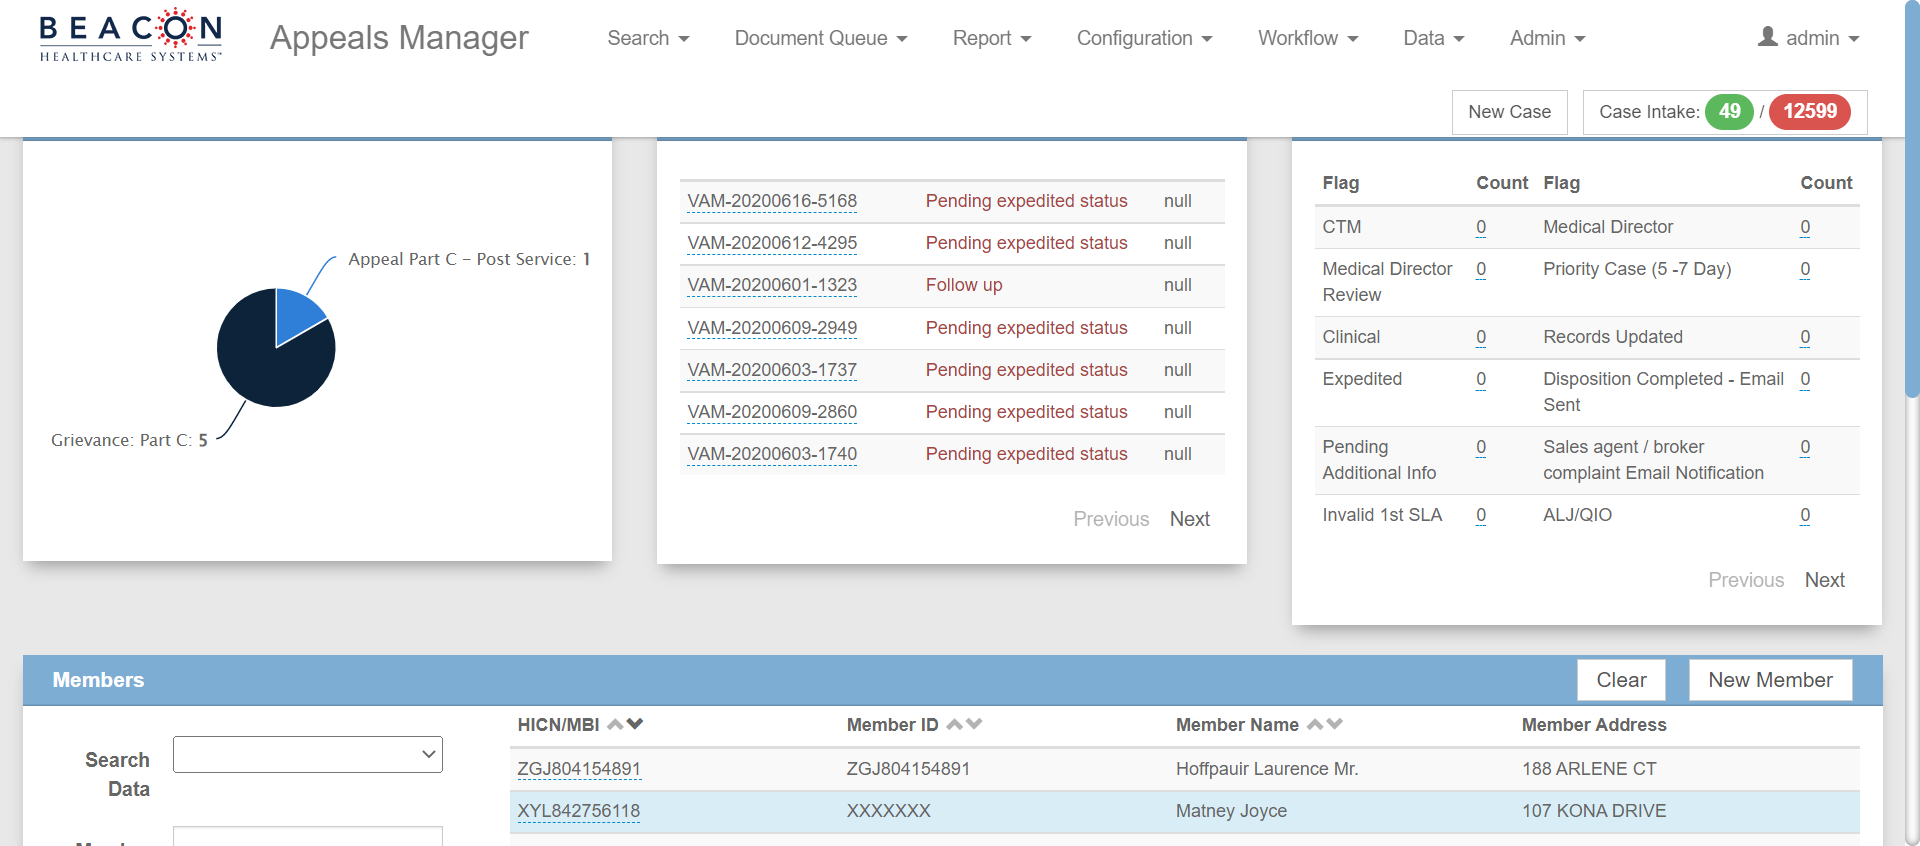 BEACON
HEALTHCARE SYSTEMS™
Appeals Manager
Search
Document Queue
Report
Configuration
Workflow
Data
Admin
admin
New Case
Case Intake: 49 / 12599
Appeal Part C - Post Service: 1
Grievance: Part C: 5
VAM-20200616-5168 Pending expedited status null
VAM-20200612-4295 Pending expedited status null
VAM-20200601-1323 Follow up null
VAM-20200609-2949 Pending expedited status null
VAM-20200603-1737 Pending expedited status null
VAM-20200609-2860 Pending expedited status null
VAM-20200603-1740 Pending expedited status null
Previous Next
Flag Count Flag Count
CTM 0 Medical Director 0
Medical Director 0 Priority Case (5 -7 Day) 0
Review
Clinical 0 Records Updated 0
Expedited 0 Disposition Completed - Email 0
Sent
Pending 0 Sales agent / broker 0
Additional Info complaint Email Notification
Invalid 1st SLA 0 ALJ/QIO 0
Previous Next
Members
Clear
New Member
Search
Data
HICN/MBI Member ID Member Name Member Address
ZGJ804154891 ZGJ804154891 Hoffpauir Laurence Mr. 188 ARLENE CT
XYL842756118 XXXXXXX Matney Joyce 107 KONA DRIVE